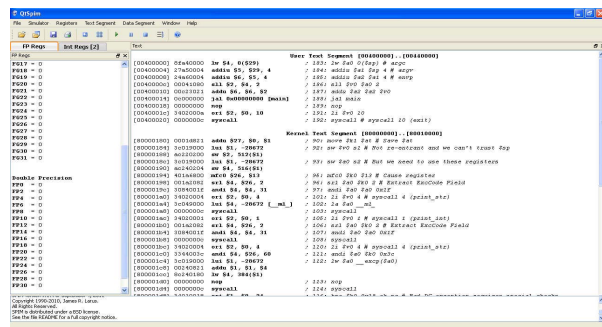 QtSpim
File Simulator Registers Text Segment Data Segment Window Help
FP Regs Int Regs [2] Text
FP Regs
FG17 = 0
FG18 = 0
FG19 = 0
FG20 = 0
FG21 = 0
FG22 = 0
FG23 = 0
FG24 = 0
FG25 = 0
FG26 = 0
FG27 = 0
FG28 = 0
FG29 = 0
FG30 = 0
FG31 = 0
Double Precision
FP0 = 0
FP2 = 0
FP4 = 0
FP6 = 0
FP8 = 0
FP10 = 0
FP12 = 0
FP14 = 0
FP16 = 0
FP18 = 0
FP20 = 0
FP22 = 0
FP24 = 0
FP26 = 0
FP28 = 0
FP30 = 0
User Text Segment [00400000]..[00440000]
[00400000] 8fa40000 lw $4, 0($29) ; 183: lw $a0 0($sp) # argc
[00400004] 27a50004 addiu $5, $29, 4 ; 184: addiu $a1 $sp 4 # argv
[00400008] 24a60004 addiu $6, $5, 4 ; 185: addiu $a2 $a1 4 # envp
[0040000c] 00041080 sll $2, $4, 2 ; 186: sll $v0 $a0 2
[00400010] 00c23021 addu $6, $6, $2 ; 187: addu $a2 $a2 $v0
[00400014] 0c000000 jal 0x00000000 [main] ; 188: jal main
[00400018] 00000000 nop ; 189: nop
[0040001c] 3402000a ori $2, $0, 10 ; 191: li $v0 10
[00400020] 0000000c syscall ; 192: syscall # syscall 10 (exit)
Kernel Text Segment [80000000]..[80010000]
[80000180] 0001d821 addu $27, $0, $1 ; 90: move $k1 $at # Save $at
[80000184] 3c019000 lui $1, -28672 ; 92: sw $v0 s1 # Not re-entrant and we can't trust $sp
[80000188] ac220200 sw $2, 512($1)
[8000018c] 3c019000 lui $1, -28672 ; 93: sw $a0 s2 # But we need to use these registers
[80000190] ac240204 sw $4, 516($1)
[80000194] 401a6800 mfc0 $26, $13 ; 95: mfc0 $k0 $13 # Cause register
[80000198] 001a2082 srl $4, $26, 2 ; 96: srl $a0 $k0 2 # Extract ExcCode Field
[8000019c] 3084001f andi $4, $4, 31 ; 97: andi $a0 $a0 0x1f
[800001a0] 34020004 ori $2, $0, 4 ; 101: li $v0 4 # syscall 4 (print_str)
[800001a4] 3c049000 lui $4, -28672 [__m1_] ; 102: la $a0 __m1_
[800001a8] 0000000c syscall ; 103: syscall
[800001ac] 34020001 ori $2, $0, 1 ; 105: li $v0 1 # syscall 1 (print_int)
[800001b0] 001a2082 srl $4, $26, 2 ; 106: srl $a0 $k0 2 # Extract ExcCode Field
[800001b4] 3084001f andi $4, $4, 31 ; 107: andi $a0 $a0 0x1f
[800001b8] 0000000c syscall ; 108: syscall
[800001bc] 34020004 ori $2, $0, 4 ; 110: li $v0 4 # syscall 4 (print_str)
[800001c0] 3344003c andi $4, $26, 60 ; 111: andi $a0 $k0 0x3c
[800001c4] 3c019000 lui $1, -28672 ; 112: lw $a0 __excp($a0)
[800001c8] 00240821 addu $1, $1, $4
[800001cc] 8c240180 lw $4, 384($1)
[800001d0] 00000000 nop ; 113: nop
[800001d4] 0000000c syscall ; 114: syscall
Copyright 1990-2010, James R. Larus.
All Rights Reserved.
SPIM is distributed under a BSD license.
See the file README for a full copyright notice.